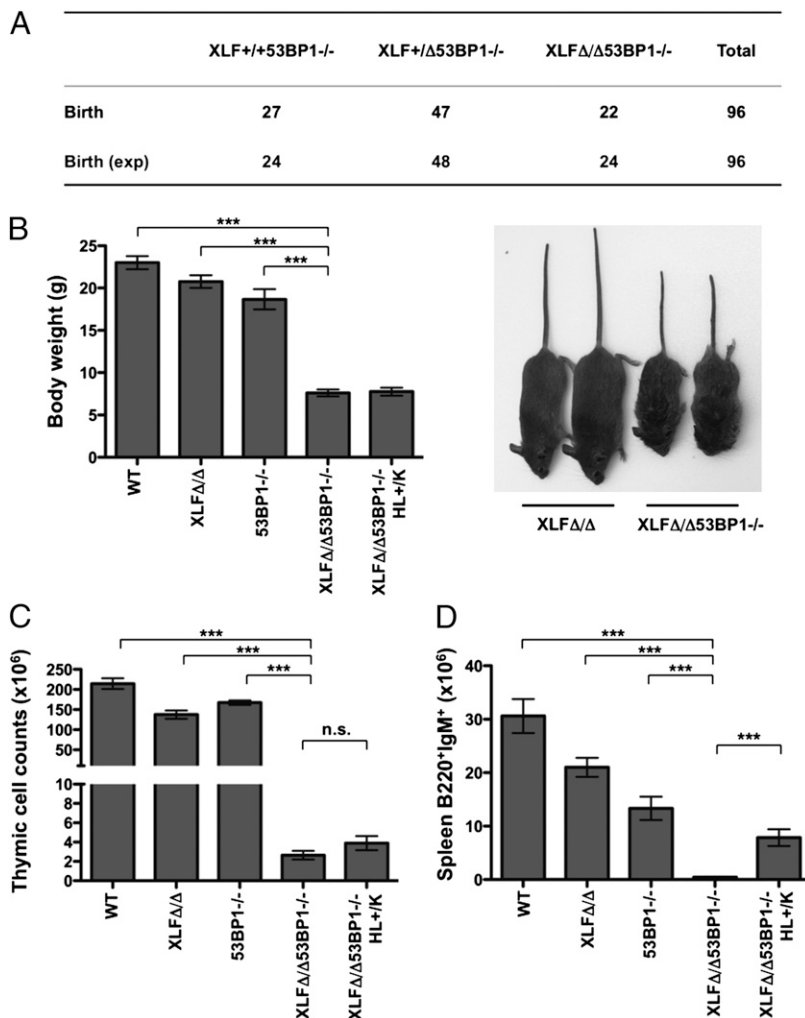 A
XLF+/+53BP1-/- XLF+/Δ53BP1-/- XLFΔ/Δ53BP1-/- Total
Birth 27 47 22 96
Birth (exp) 24 48 24 96
B
***
***
***
Body weight (g)
25
20
15
10
5
0
WT
XLFΔ/Δ
53BP1-/-
XLFΔ/Δ53BP1-/-
XLFΔ/Δ53BP1-/-
HL+/K
XLFΔ/Δ XLFΔ/Δ53BP1-/-
C
***
***
***
n.s.
Thymic cell counts (x10⁶)
250
200
150
100
50
10
8
6
4
2
0
WT
XLFΔ/Δ
53BP1-/-
XLFΔ/Δ53BP1-/-
XLFΔ/Δ53BP1-/-
HL+/K
D
***
***
***
***
Spleen B220⁺IgM⁺ (x10⁶)
40
30
20
10
0
WT
XLFΔ/Δ
53BP1-/-
XLFΔ/Δ53BP1-/-
XLFΔ/Δ53BP1-/-
HL+/K